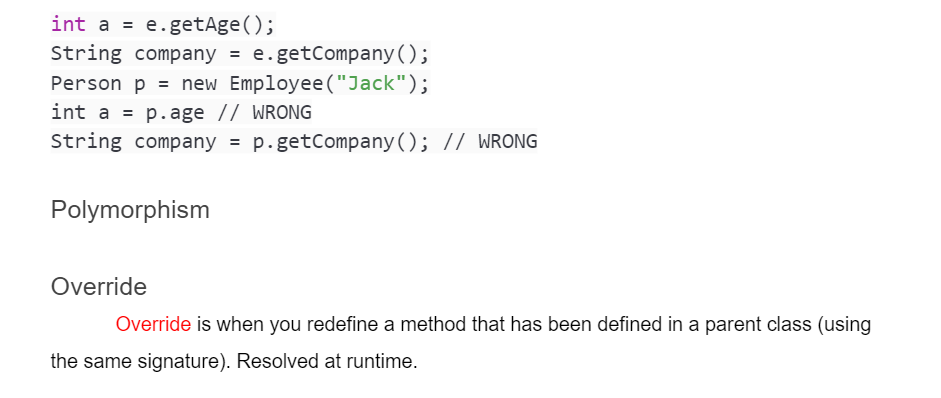 int a = e.getAge();
String company = e.getCompany();
Person p = new Employee("Jack");
int a = p.age // WRONG
String company = p.getCompany(); // WRONG
Polymorphism
Override
Override is when you redefine a method that has been defined in a parent class (using
the same signature). Resolved at runtime.